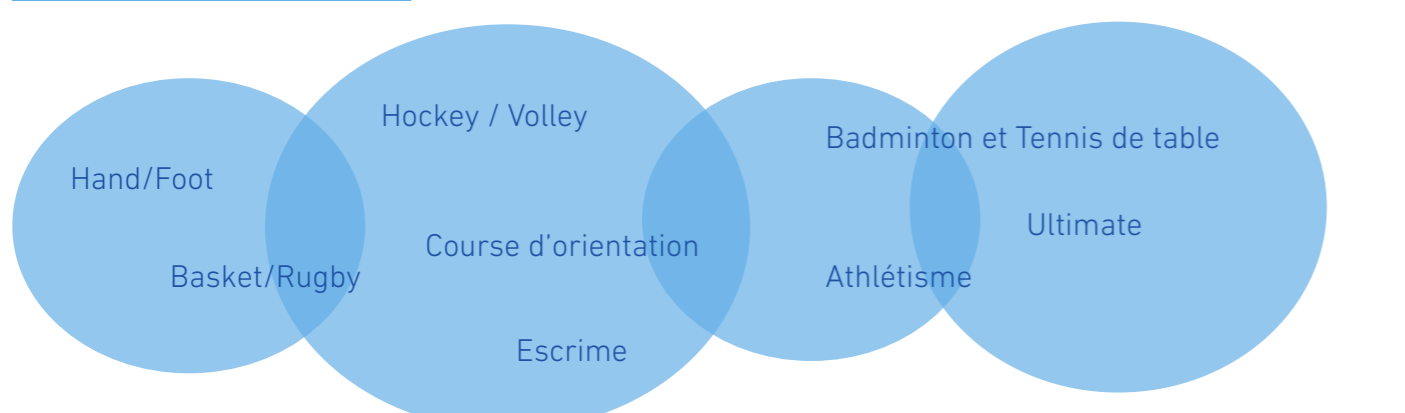 Hand/Foot
Basket/Rugby
Hockey / Volley
Course d'orientation
Escrime
Badminton et Tennis de table
Athlétisme
Ultimate